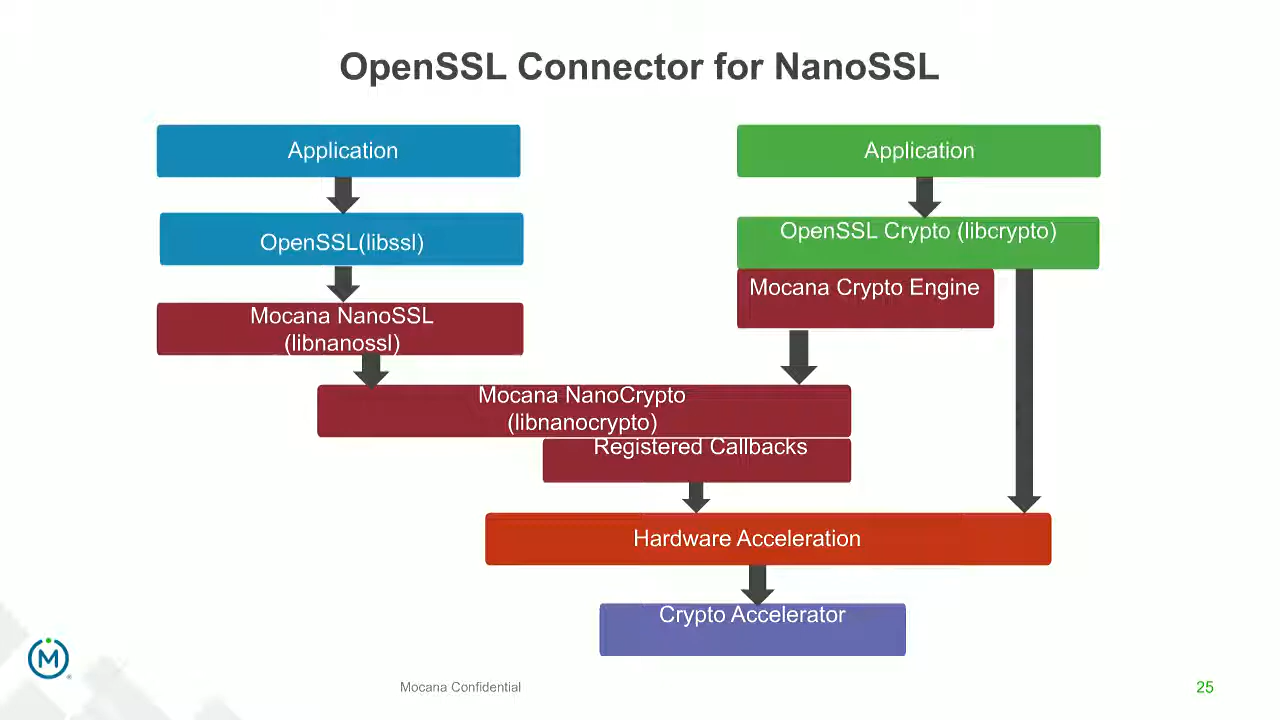 OpenSSL Connector for NanoSSL
Application
Application
OpenSSL(libssl)
OpenSSL Crypto (libcrypto)
Mocana Crypto Engine
Mocana NanoSSL
(libnanossl)
Mocana NanoCrypto
(libnanocrypto)
Registered Callbacks
Hardware Acceleration
Crypto Accelerator
M
Mocana Confidential
25